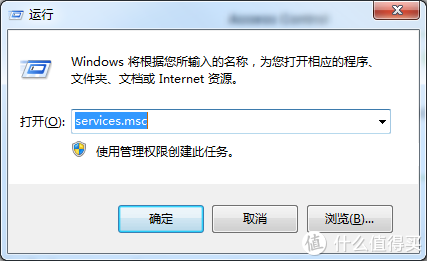 Access Control
运行
Windows 将根据您所输入的名称，为您打开相应的程序、
文件夹、文档或 Internet 资源。
打开(O): services.msc
使用管理权限创建此任务。
确定 取消 浏览(B)...
值 什么值得买